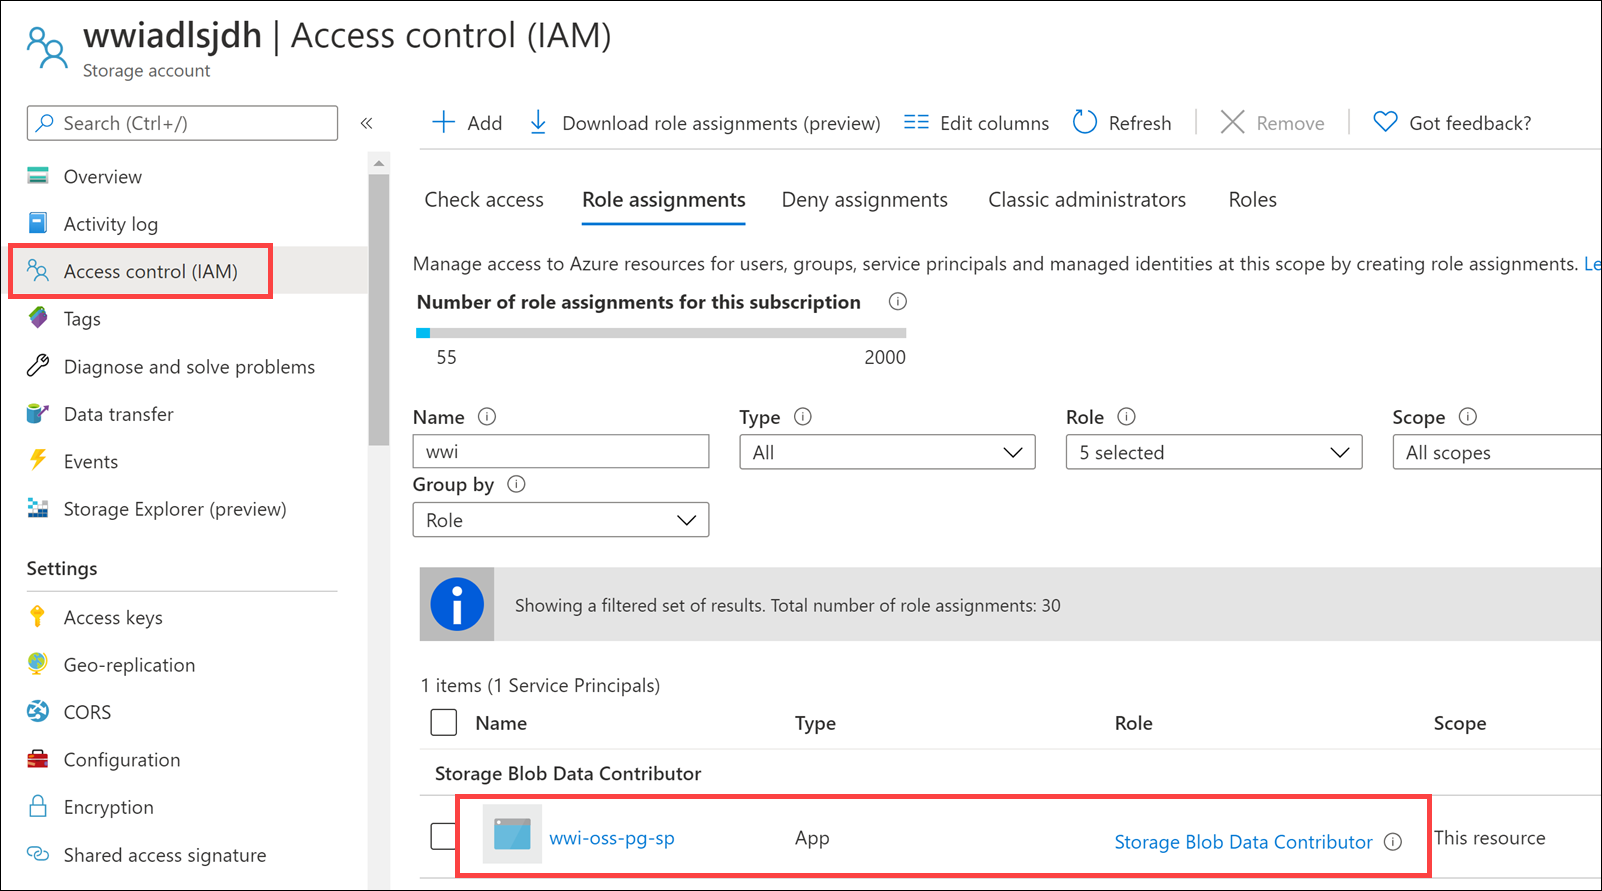 wwiadlsjdh | Access control (IAM)
Storage account
Search (Ctrl+/)
«
Overview
Activity log
Access control (IAM)
Tags
Diagnose and solve problems
Data transfer
Events
Storage Explorer (preview)
Settings
Access keys
Geo-replication
CORS
Configuration
Encryption
Shared access signature
Add Download role assignments (preview) Edit columns Refresh Remove Got feedback?
Check access Role assignments Deny assignments Classic administrators Roles
Manage access to Azure resources for users, groups, service principals and managed identities at this scope by creating role assignments. Le
Number of role assignments for this subscription
55 2000
Name Type Role Scope
wwi All 5 selected All scopes
Group by
Role
Showing a filtered set of results. Total number of role assignments: 30
1 items (1 Service Principals)
Name Type Role Scope
Storage Blob Data Contributor
wwi-oss-pg-sp App Storage Blob Data Contributor This resource